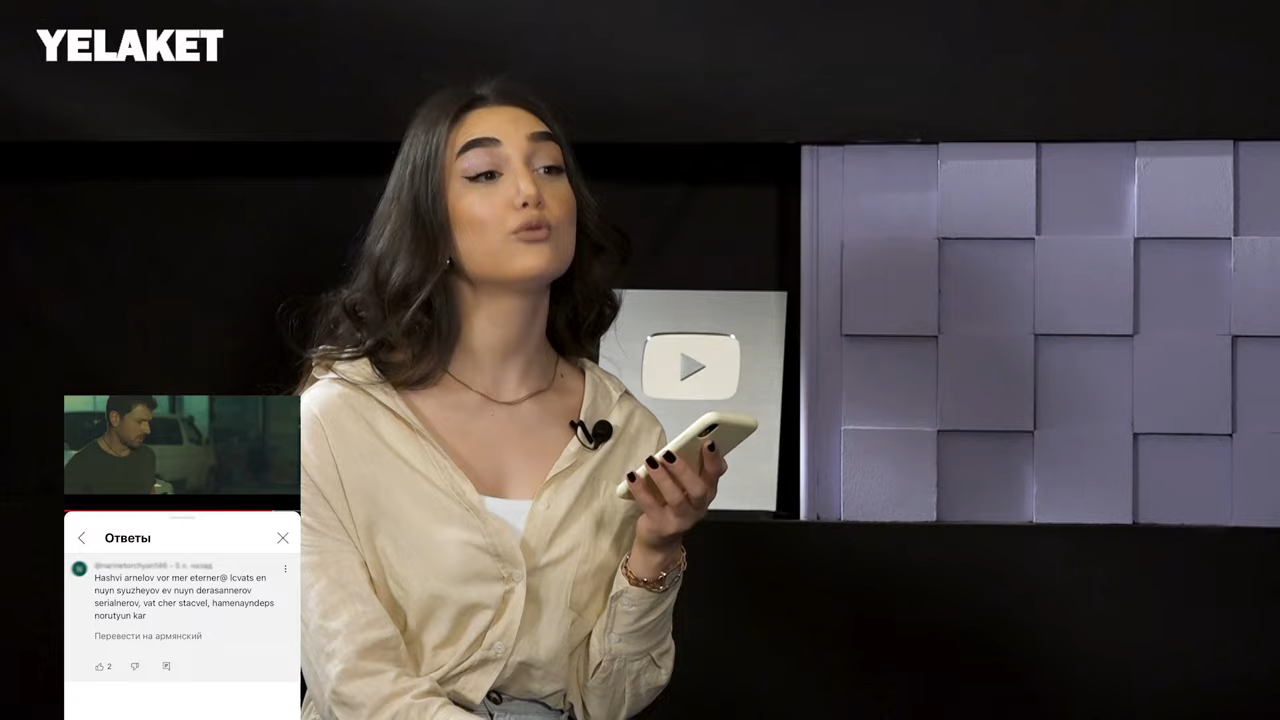 YELAKET
Ответы
Hashvi arnelov vor mer eterner@ lcvats en
nuyn syuzheyov ev nuyn derasannerov
serialnerov, vat cher stacvel, hamenayndeps
norutyun kar
Перевести на армянский
2